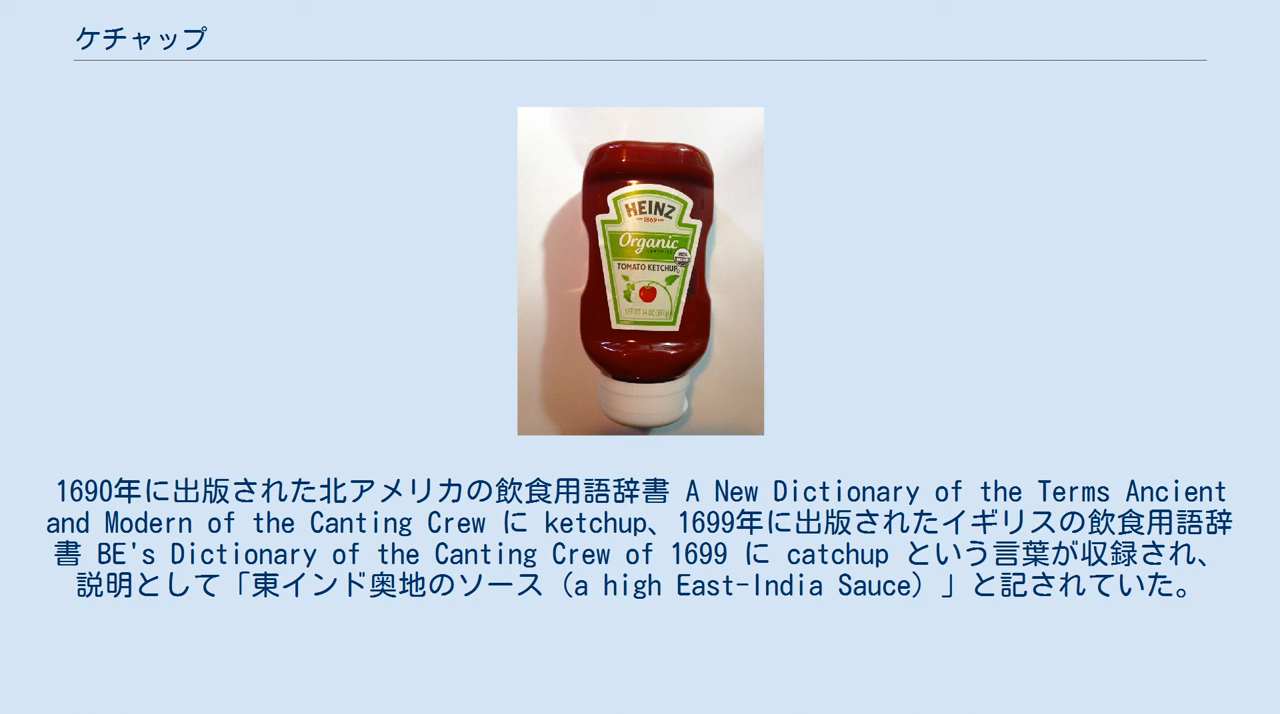 ケチャップ
HEINZ
1869
Organic
TOMATO KETCHUP
1690年に出版された北アメリカの飲食用語辞書 A New Dictionary of the Terms Ancient
and Modern of the Canting Crew に ketchup、1699年に出版されたイギリスの飲食用語辞
書 BE's Dictionary of the Canting Crew of 1699 に catchup という言葉が収録され、
説明として「東インド奥地のソース（a high East-India Sauce）」と記されていた。